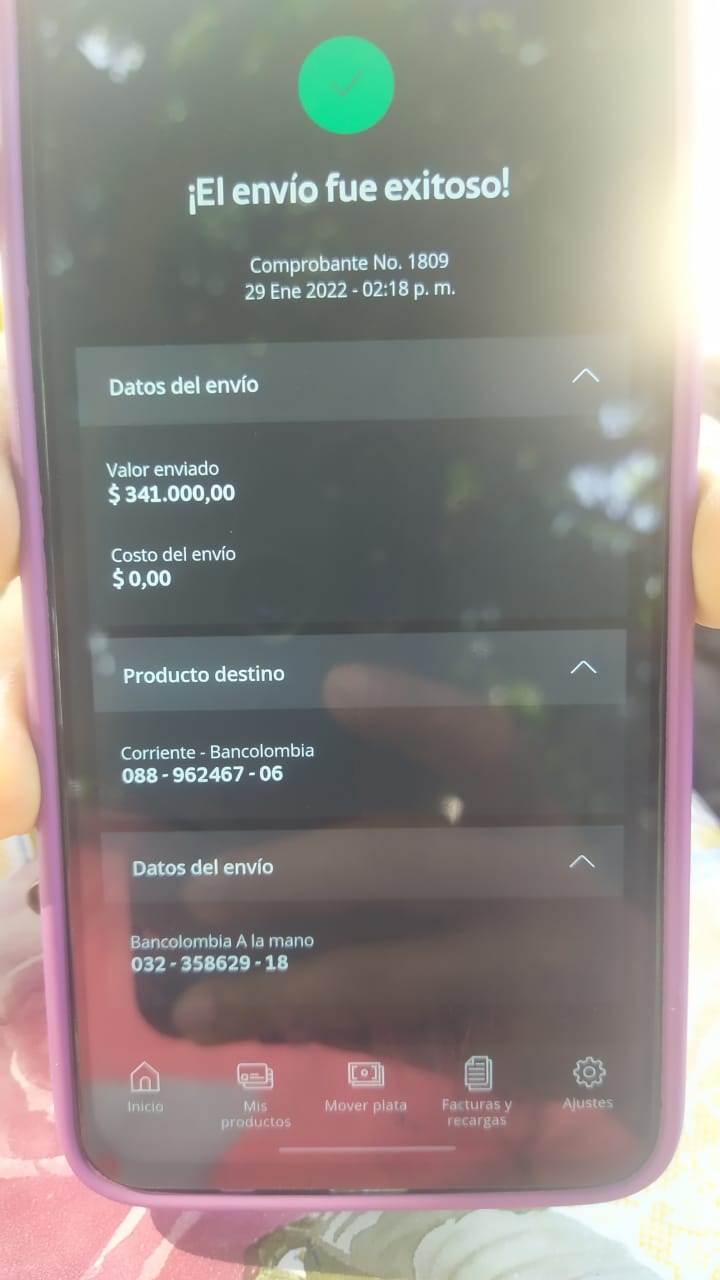 ¡El envío fue exitoso!
Comprobante No. 1809
29 Ene 2022 - 02:18 p. m.
Datos del envío
Valor enviado
$ 341.000,00
Costo del envío
$ 0,00
Producto destino
Corriente - Bancolombia
088 - 962467 - 06
Datos del envío
Bancolombia A la mano
032 - 358629 - 18
Inicio
Mis productos
Mover plata
Facturas y recargas
Ajustes